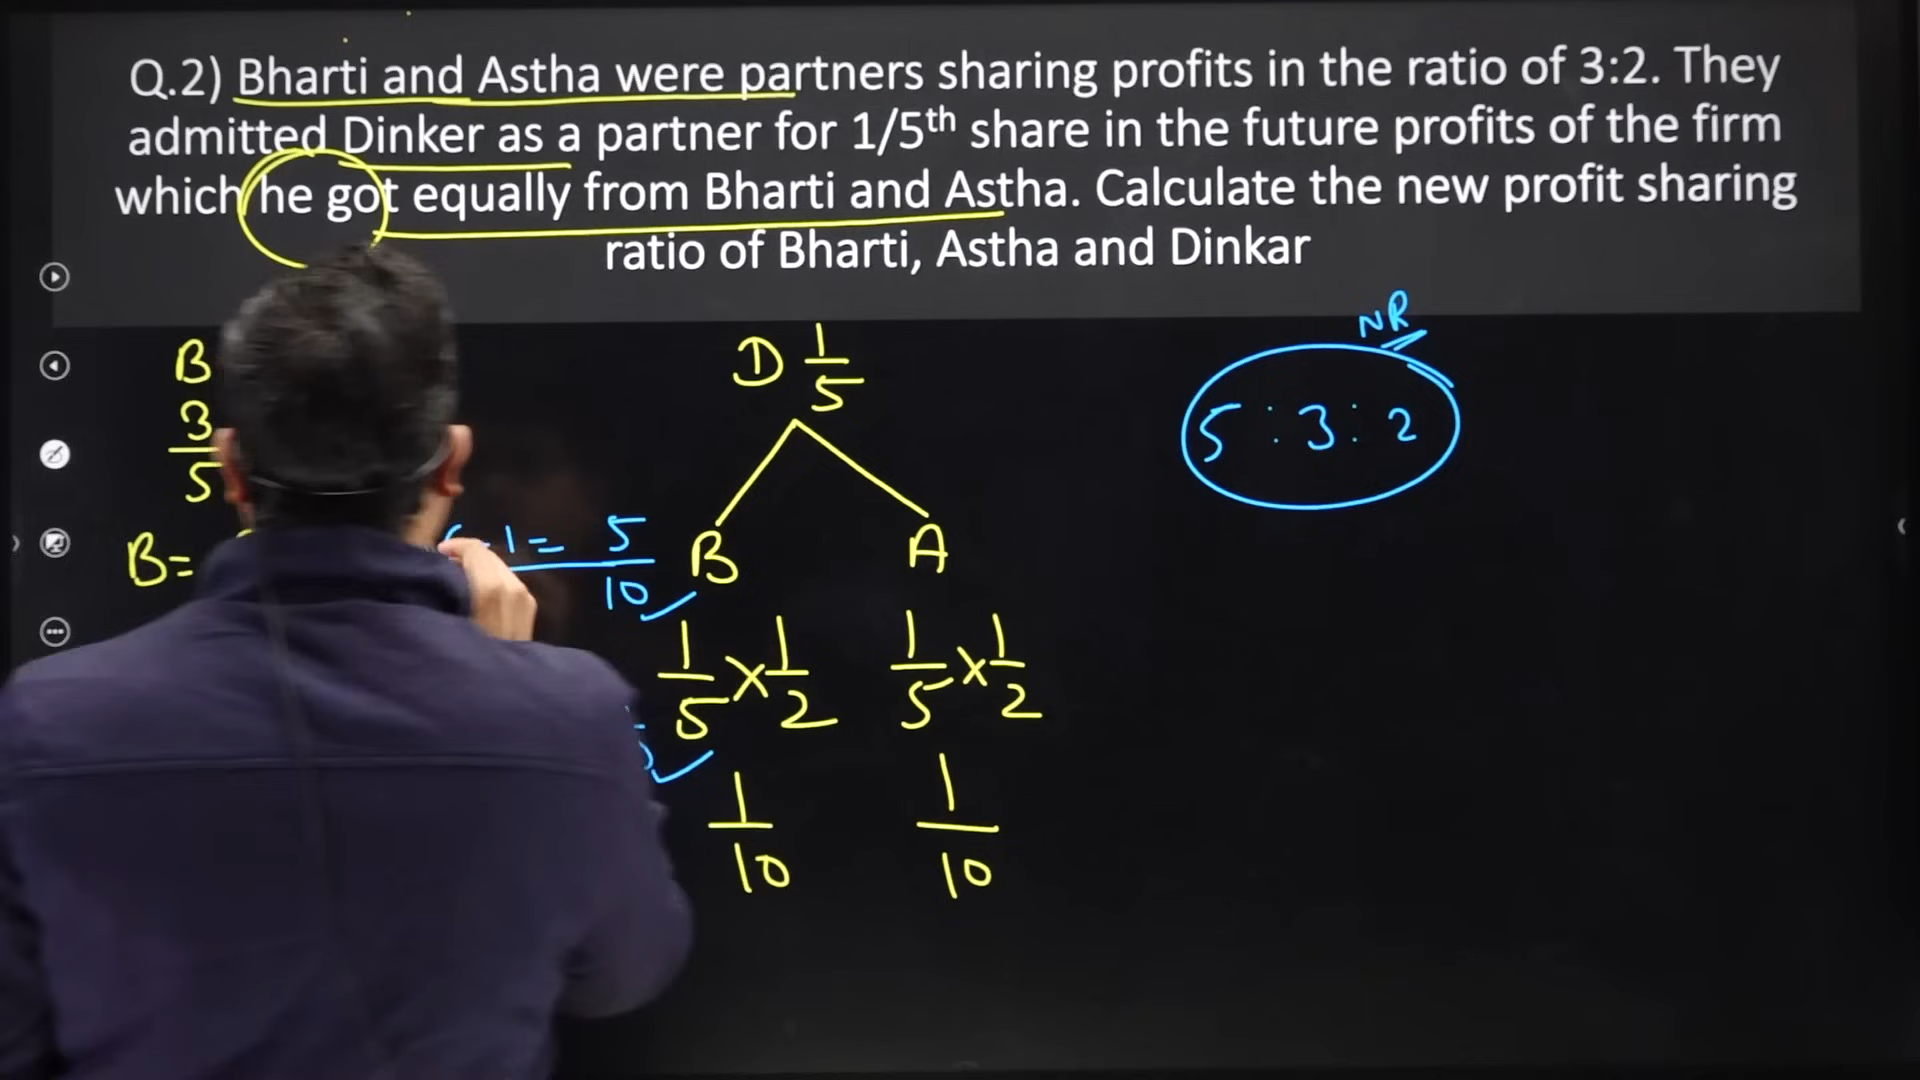 Q.2) Bharti and Astha were partners sharing profits in the ratio of 3:2. They
admitted Dinker as a partner for 1/5th share in the future profits of the firm
which he got equally from Bharti and Astha. Calculate the new profit sharing
ratio of Bharti, Astha and Dinkar
NR
B
D 1/5
3/5
5 : 3 : 2
B=
-1 = 5/10
B A
1/5 × 1/2 1/5 × 1/2
1/10 1/10